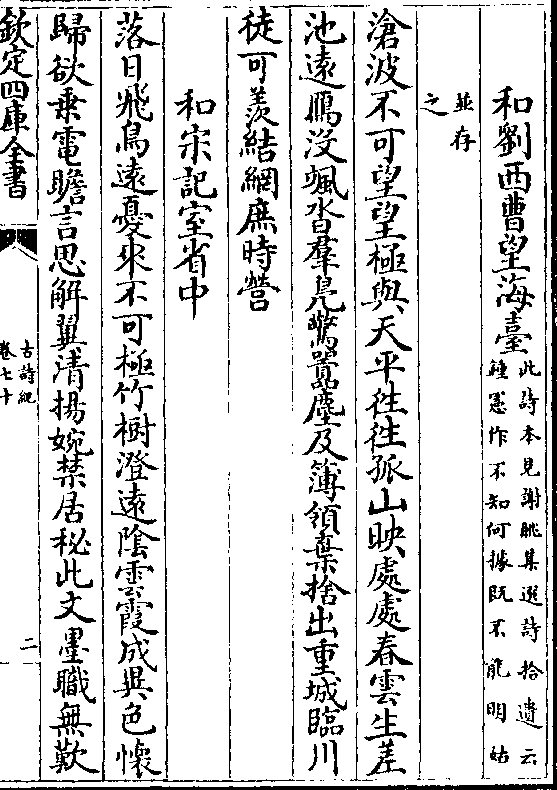 和劉西曹望海臺此詩本見謝朓集選詩拾遺云
鍾憲作不知何據既不能明姑
並存
之
滄波不可望望極與天平往往孤山映處處春雲生差
池遠鴈没颯沓羣鳧驚囂塵及簿領棄捨出重城臨川
徒可羨結網庶時營
和宋記室省中
落日飛鳥遠憂來不可極竹樹澄遠陰雲霞成異色懷
歸欲乗電瞻言思解翼清揚婉禁居秘此文墨職無歎
欽定四庫全書
古詩紀
卷七十
二